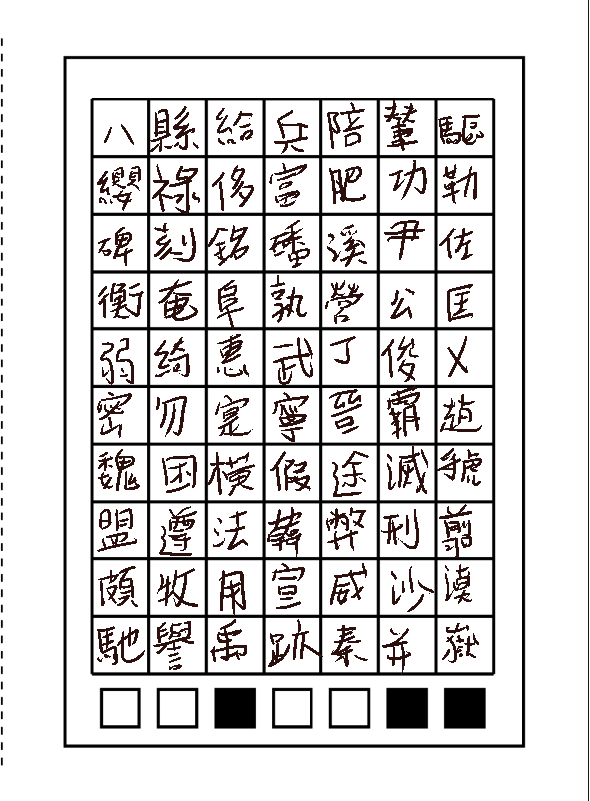 八縣給兵陪輦驅
纓祿侈富肥功勒
碑刻銘磻溪尹佐
衡奄阜孰營公匡
弱綺惠武丁俊乂
密勿寔寧晉霸趙
魏困橫假途滅虢
盟遵法韓弊刑翦
頗牧用宣威沙漠
馳譽禹跡秦并嶽